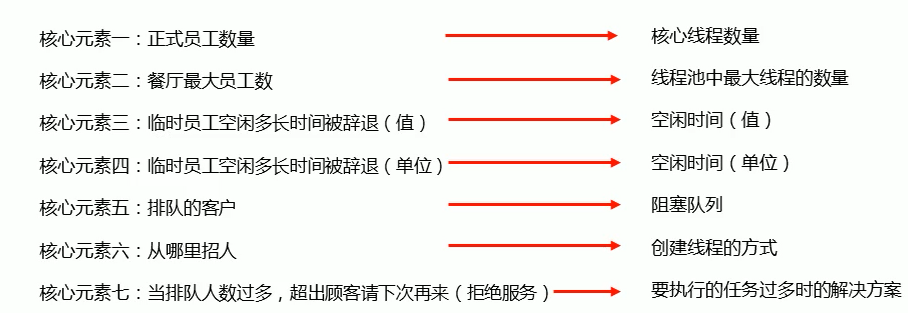 核心元素一：正式员工数量 核心线程数量
核心元素二：餐厅最大员工数 线程池中最大线程的数量
核心元素三：临时员工空闲多长时间被辞退（值） 空闲时间（值）
核心元素四：临时员工空闲多长时间被辞退（单位） 空闲时间（单位）
核心元素五：排队的客户 阻塞队列
核心元素六：从哪里招人 创建线程的方式
核心元素七：当排队人数过多，超出顾客请下次再来（拒绝服务） 要执行的任务过多时的解决方案